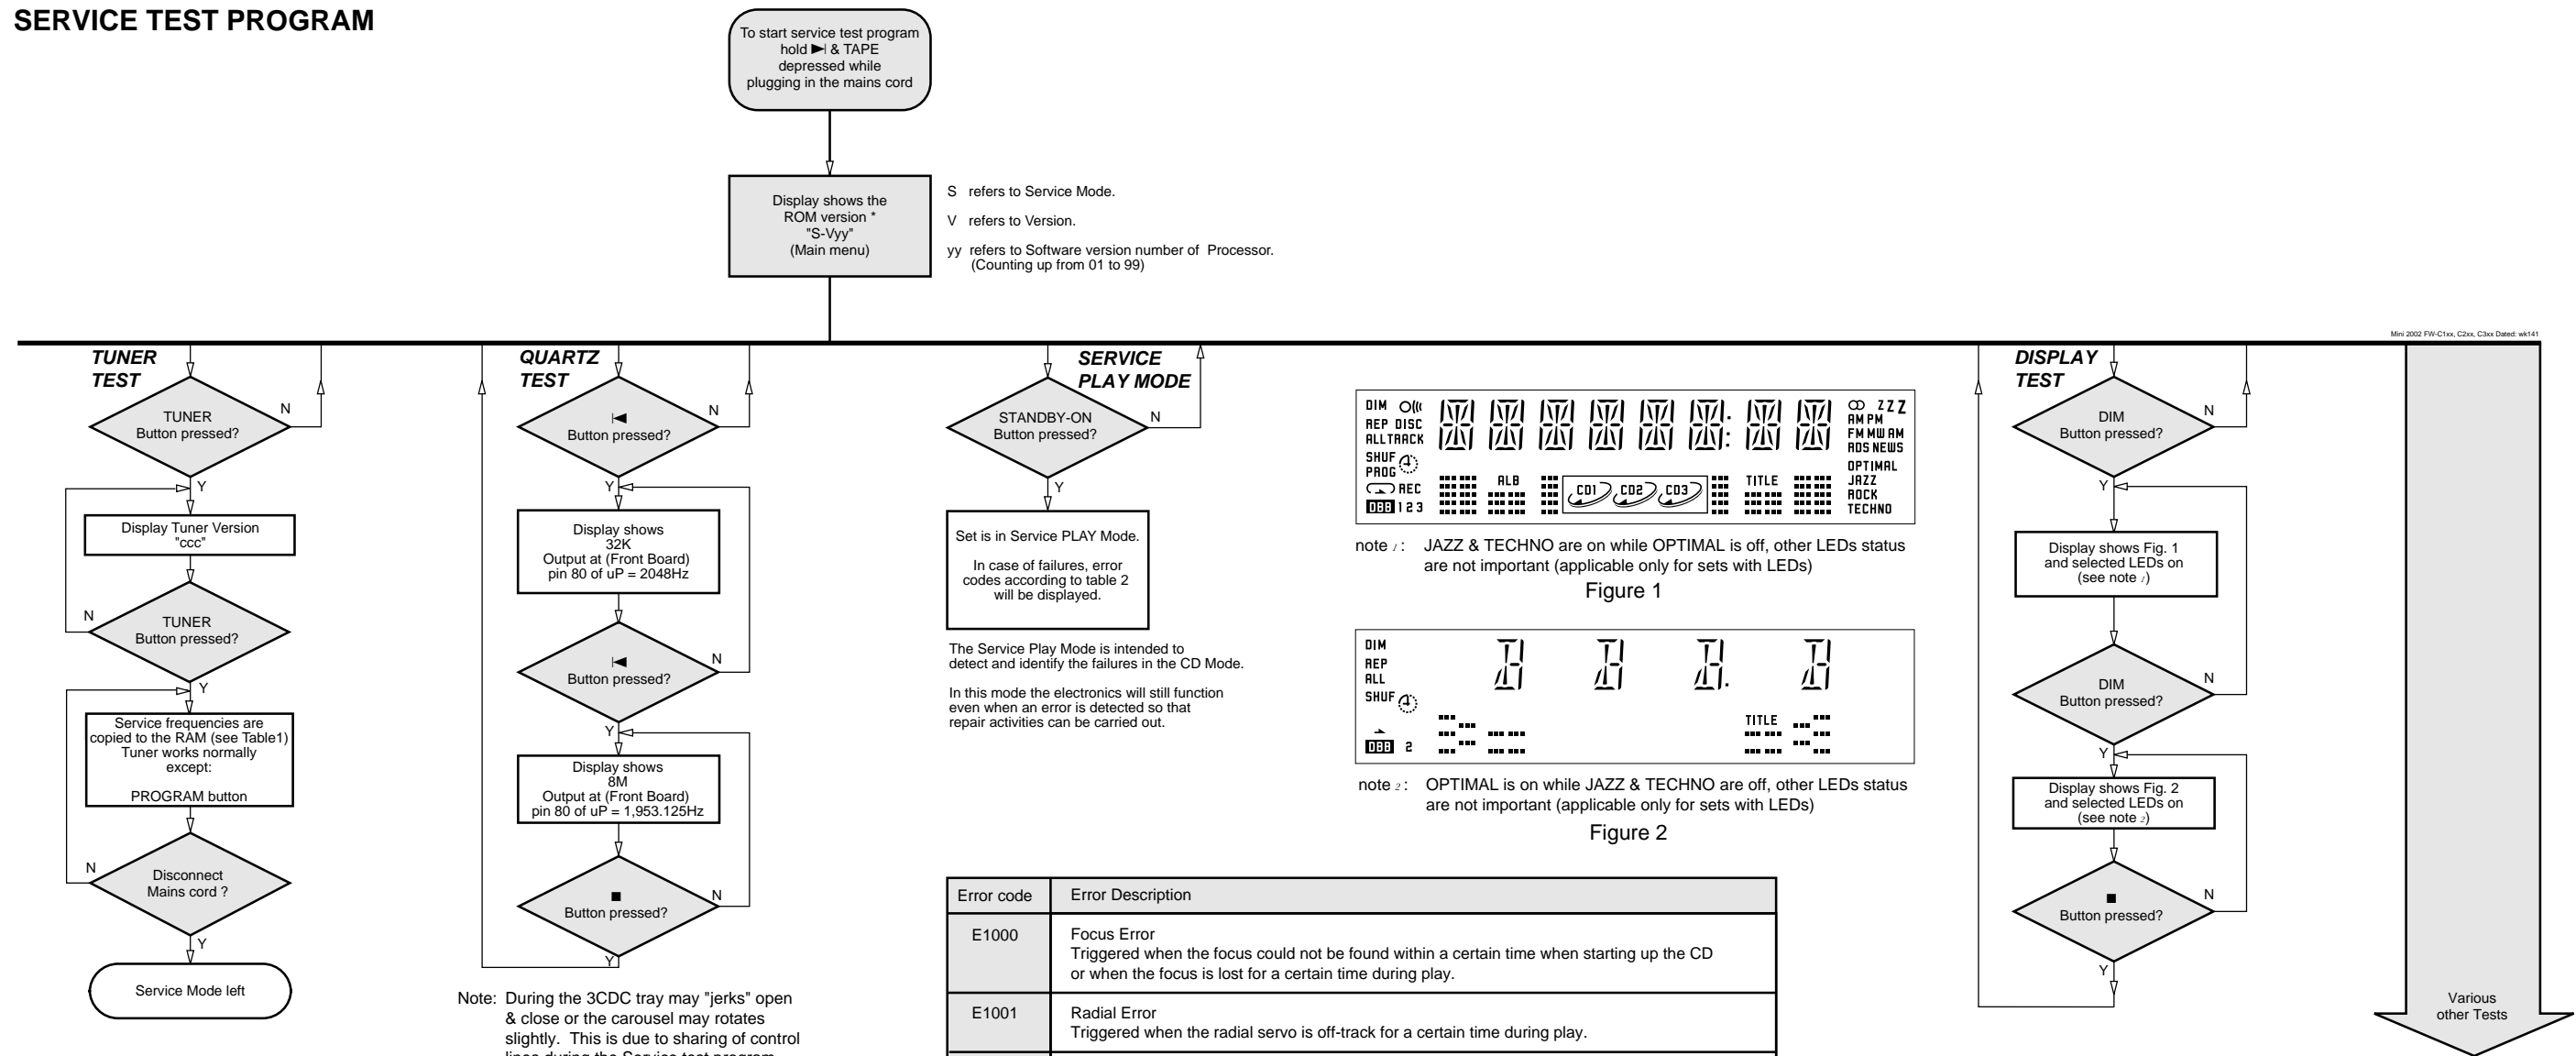 SERVICE TEST PROGRAM
To start service test program
hold ►| & TAPE
depressed while
plugging in the mains cord
Display shows the
ROM version *
"S-Vyy"
(Main menu)
S refers to Service Mode.
V refers to Version.
yy refers to Software version number of Processor.
(Counting up from 01 to 99)
Mini 2002 FW-C1xx, C2xx, C3xx Dated: wk141
TUNER
TEST
TUNER
Button pressed?
N
Y
Display Tuner Version
"ccc"
TUNER
Button pressed?
N
Y
Service frequencies are
copied to the RAM (see Table1)
Tuner works normally
except:
PROGRAM button
Disconnect
Mains cord ?
N
Y
Service Mode left
QUARTZ
TEST
|◄
Button pressed?
N
Y
Display shows
32K
Output at (Front Board)
pin 80 of uP = 2048Hz
|◄
Button pressed?
N
Y
Display shows
8M
Output at (Front Board)
pin 80 of uP = 1,953.125Hz
■
Button pressed?
N
Y
Note: During the 3CDC tray may "jerks" open
& close or the carousel may rotates
slightly. This is due to sharing of control
lines during the Service test program
SERVICE
PLAY MODE
STANDBY-ON
Button pressed?
N
Y
Set is in Service PLAY Mode.
In case of failures, error
codes according to table 2
will be displayed.
The Service Play Mode is intended to
detect and identify the failures in the CD Mode.
In this mode the electronics will still function
even when an error is detected so that
repair activities can be carried out.
DIM
REP DISC
ALLTRACK
SHUF
PROG
REC
DBB 1 2 3
ALB
CD1 CD2 CD3
TITLE
Z Z Z
AM PM
FM MW AM
RDS NEWS
OPTIMAL
JAZZ
ROCK
TECHNO
note 1 : JAZZ & TECHNO are on while OPTIMAL is off, other LEDs status
are not important (applicable only for sets with LEDs)
Figure 1
DIM
REP
ALL
SHUF
DBB 2
TITLE
note 2 : OPTIMAL is on while JAZZ & TECHNO are off, other LEDs status
are not important (applicable only for sets with LEDs)
Figure 2
Error code Error Description
E1000 Focus Error
Triggered when the focus could not be found within a certain time when starting up the CD
or when the focus is lost for a certain time during play.
E1001 Radial Error
Triggered when the radial servo is off-track for a certain time during play.
DISPLAY
TEST
DIM
Button pressed?
N
Y
Display shows Fig. 1
and selected LEDs on
(see note 1)
DIM
Button pressed?
N
Y
Display shows Fig. 2
and selected LEDs on
(see note 2)
■
Button pressed?
N
Y
Various
other Tests